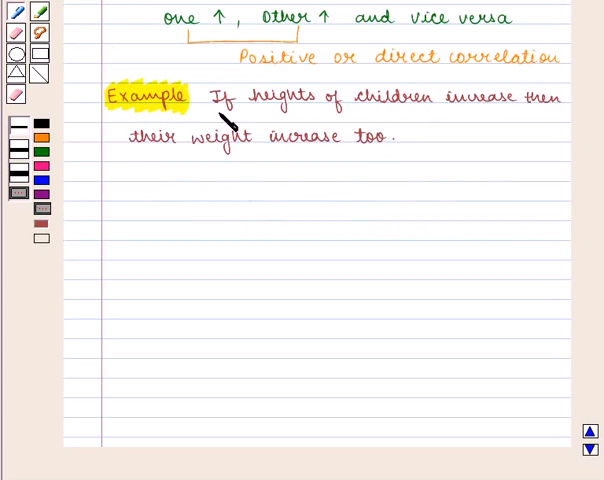 one ↑ , Other ↑ and vice versa
Positive or direct correlation
Example If heights of children increase then
their weight increase too.